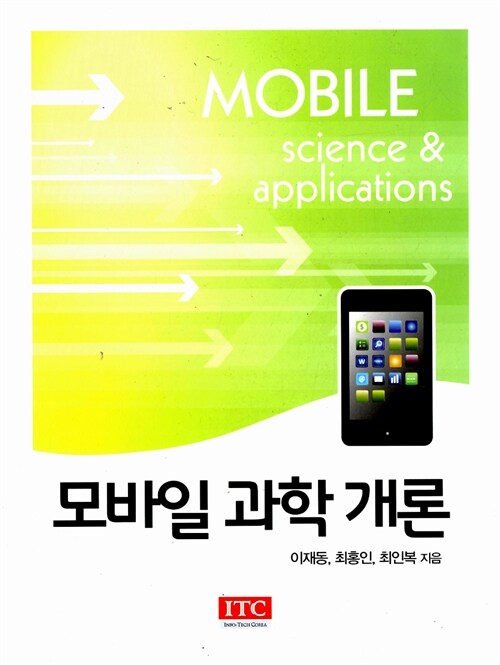 MOBILE
science &
applications
모바일 과학 개론
이재동, 최홍인, 최인복 지음
ITC
INFO-TECH COREA